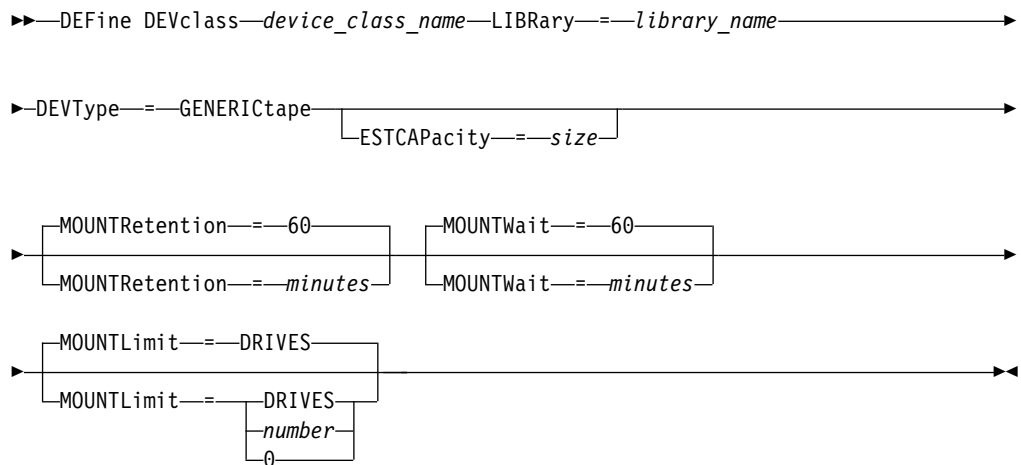 DEFine DEVclass device_class_name LIBRary = library_name
DEVType = GENERICtape
ESTCAPacity = size
MOUNTRetention = 60 MOUNTWait = 60
MOUNTRetention = minutes MOUNTWait = minutes
MOUNTLimit = DRIVES
MOUNTLimit = DRIVES
number
0